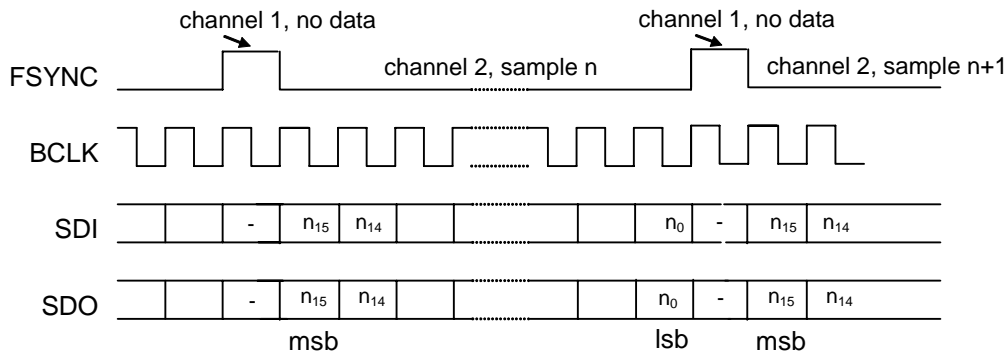 channel 1, no data channel 1, no data
FSYNC channel 2, sample n channel 2, sample n+1
BCLK
SDI - n15 n14 n0 - n15 n14
SDO - n15 n14 n0 - n15 n14
msb lsb msb